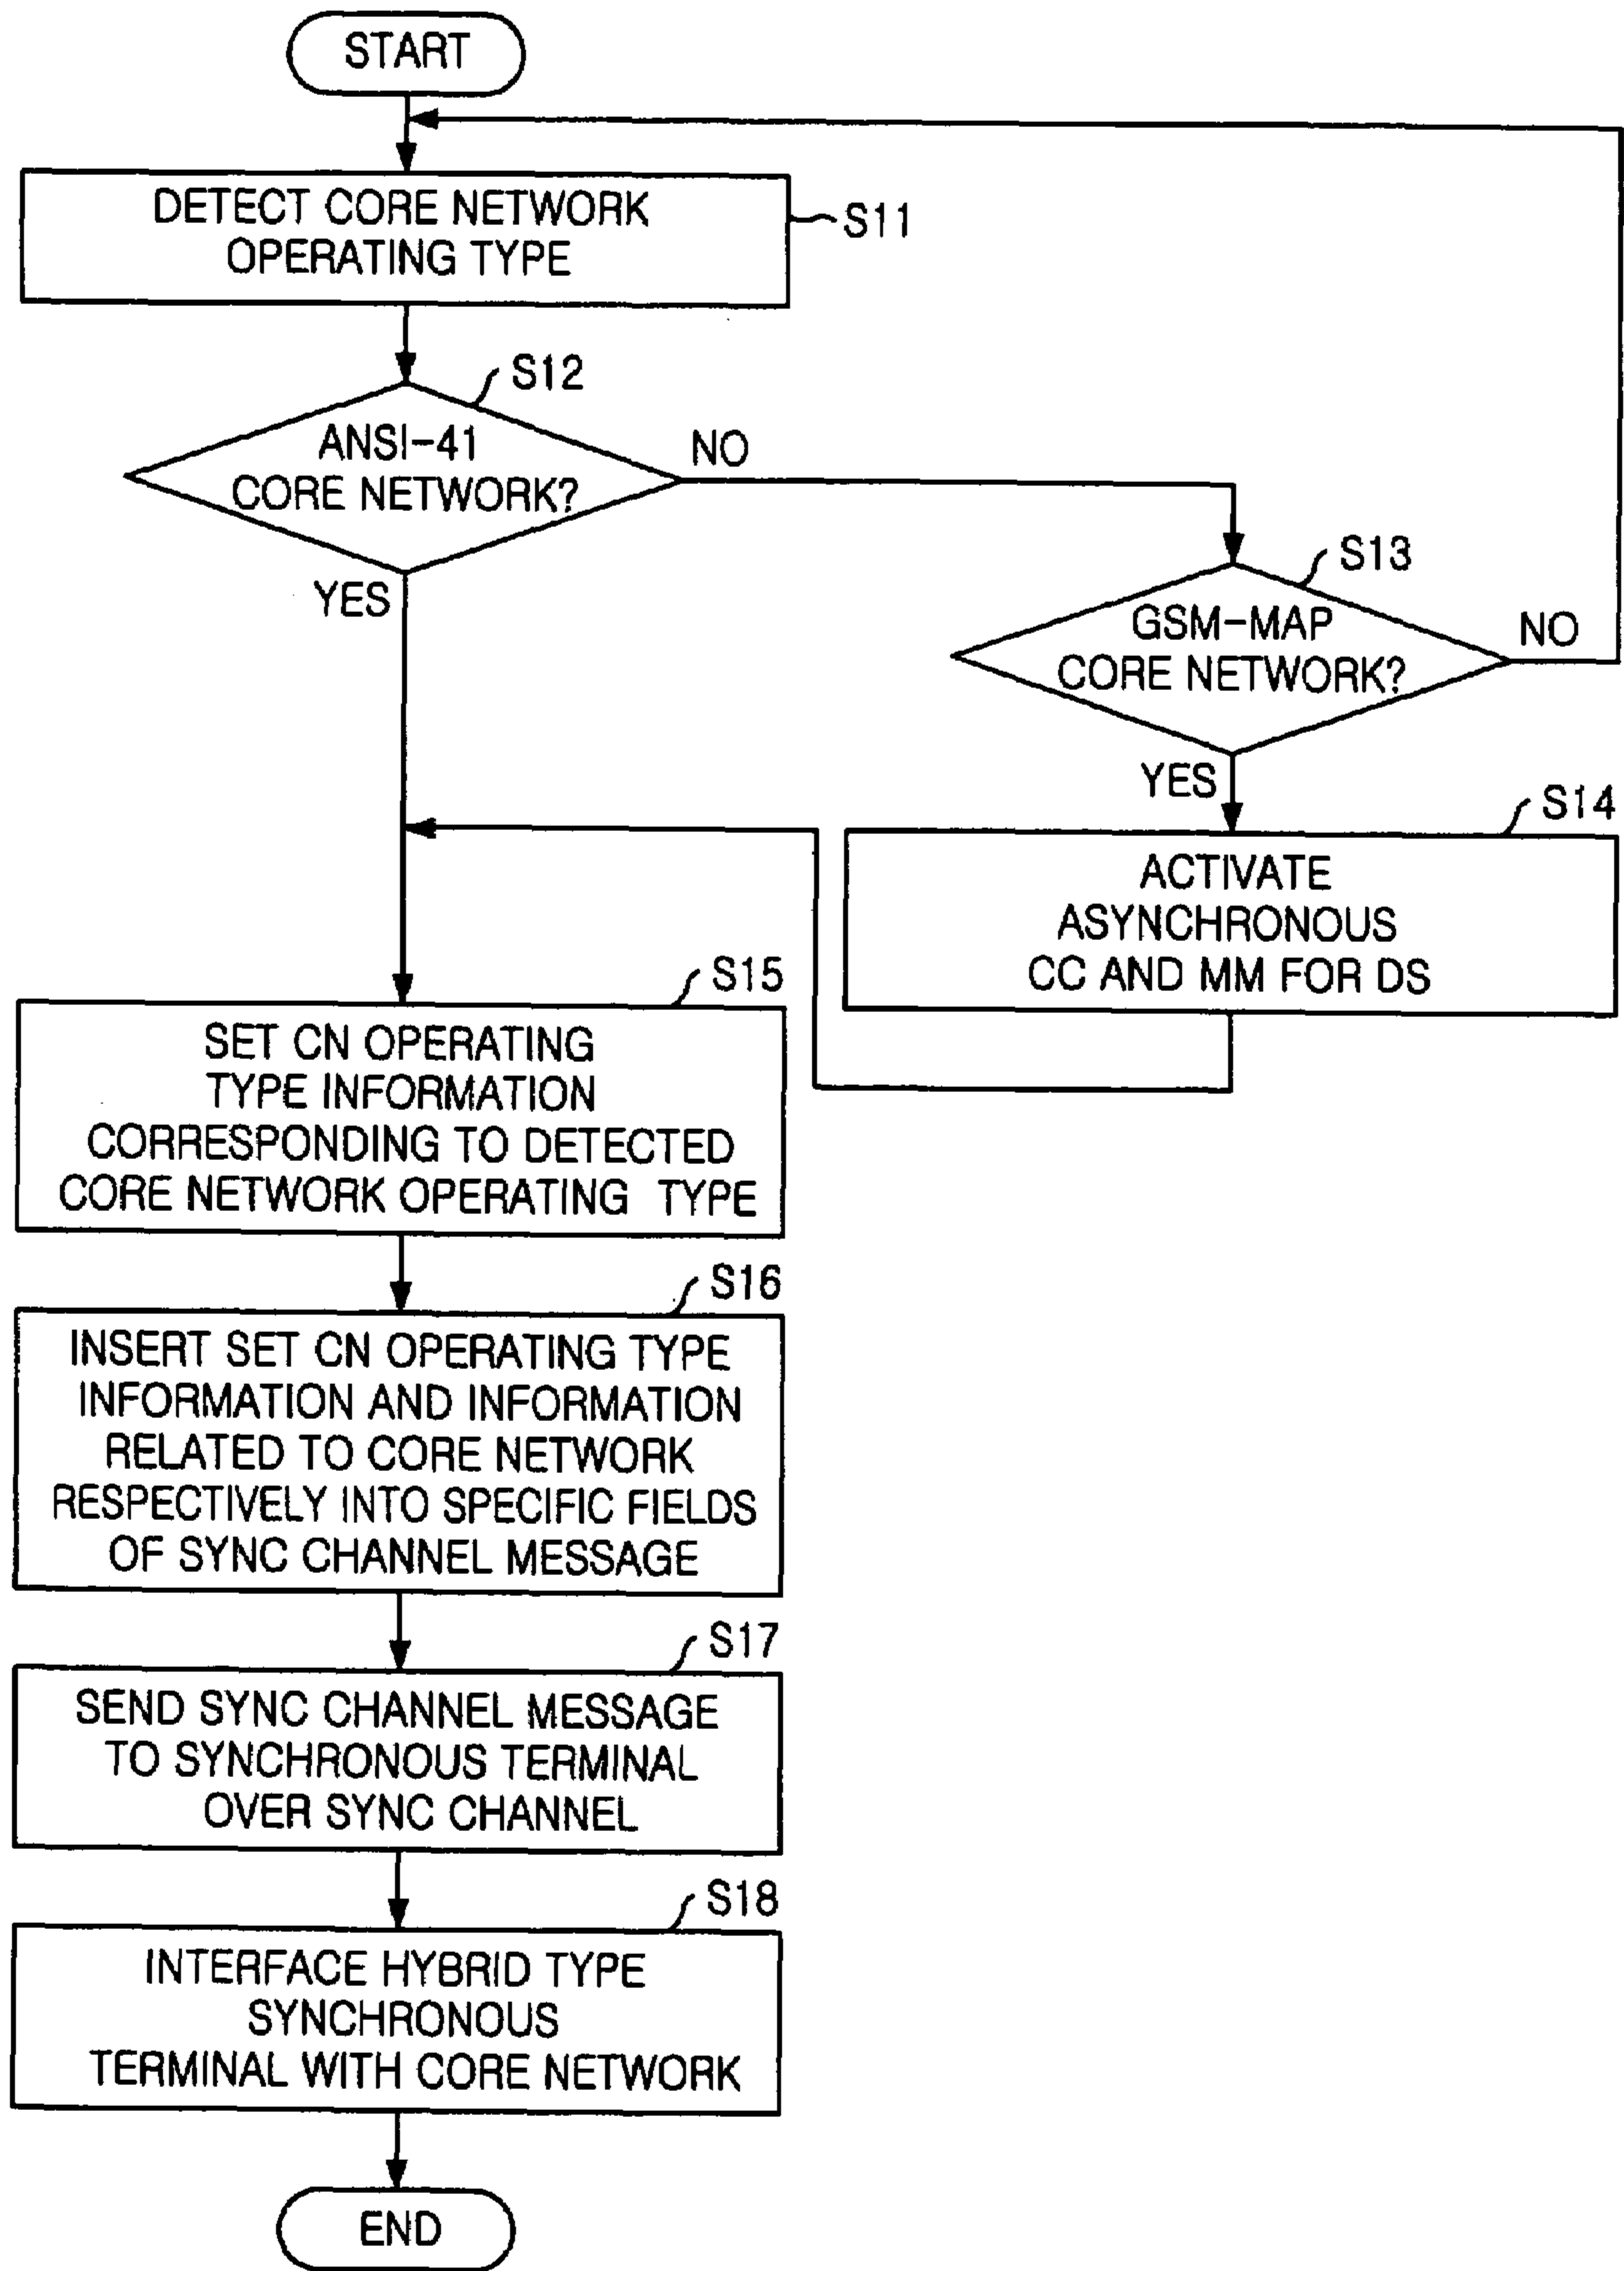 START
DETECT CORE NETWORK
OPERATING TYPE
S11
S12
ANSI-41
CORE NETWORK?
NO
YES
S13
GSM-MAP
CORE NETWORK?
NO
YES
S14
ACTIVATE
ASYNCHRONOUS
CC AND MM FOR DS
S15
SET CN OPERATING
TYPE INFORMATION
CORRESPONDING TO DETECTED
CORE NETWORK OPERATING TYPE
S16
INSERT SET CN OPERATING TYPE
INFORMATION AND INFORMATION
RELATED TO CORE NETWORK
RESPECTIVELY INTO SPECIFIC FIELDS
OF SYNC CHANNEL MESSAGE
S17
SEND SYNC CHANNEL MESSAGE
TO SYNCHRONOUS TERMINAL
OVER SYNC CHANNEL
S18
INTERFACE HYBRID TYPE
SYNCHRONOUS
TERMINAL WITH CORE NETWORK
END